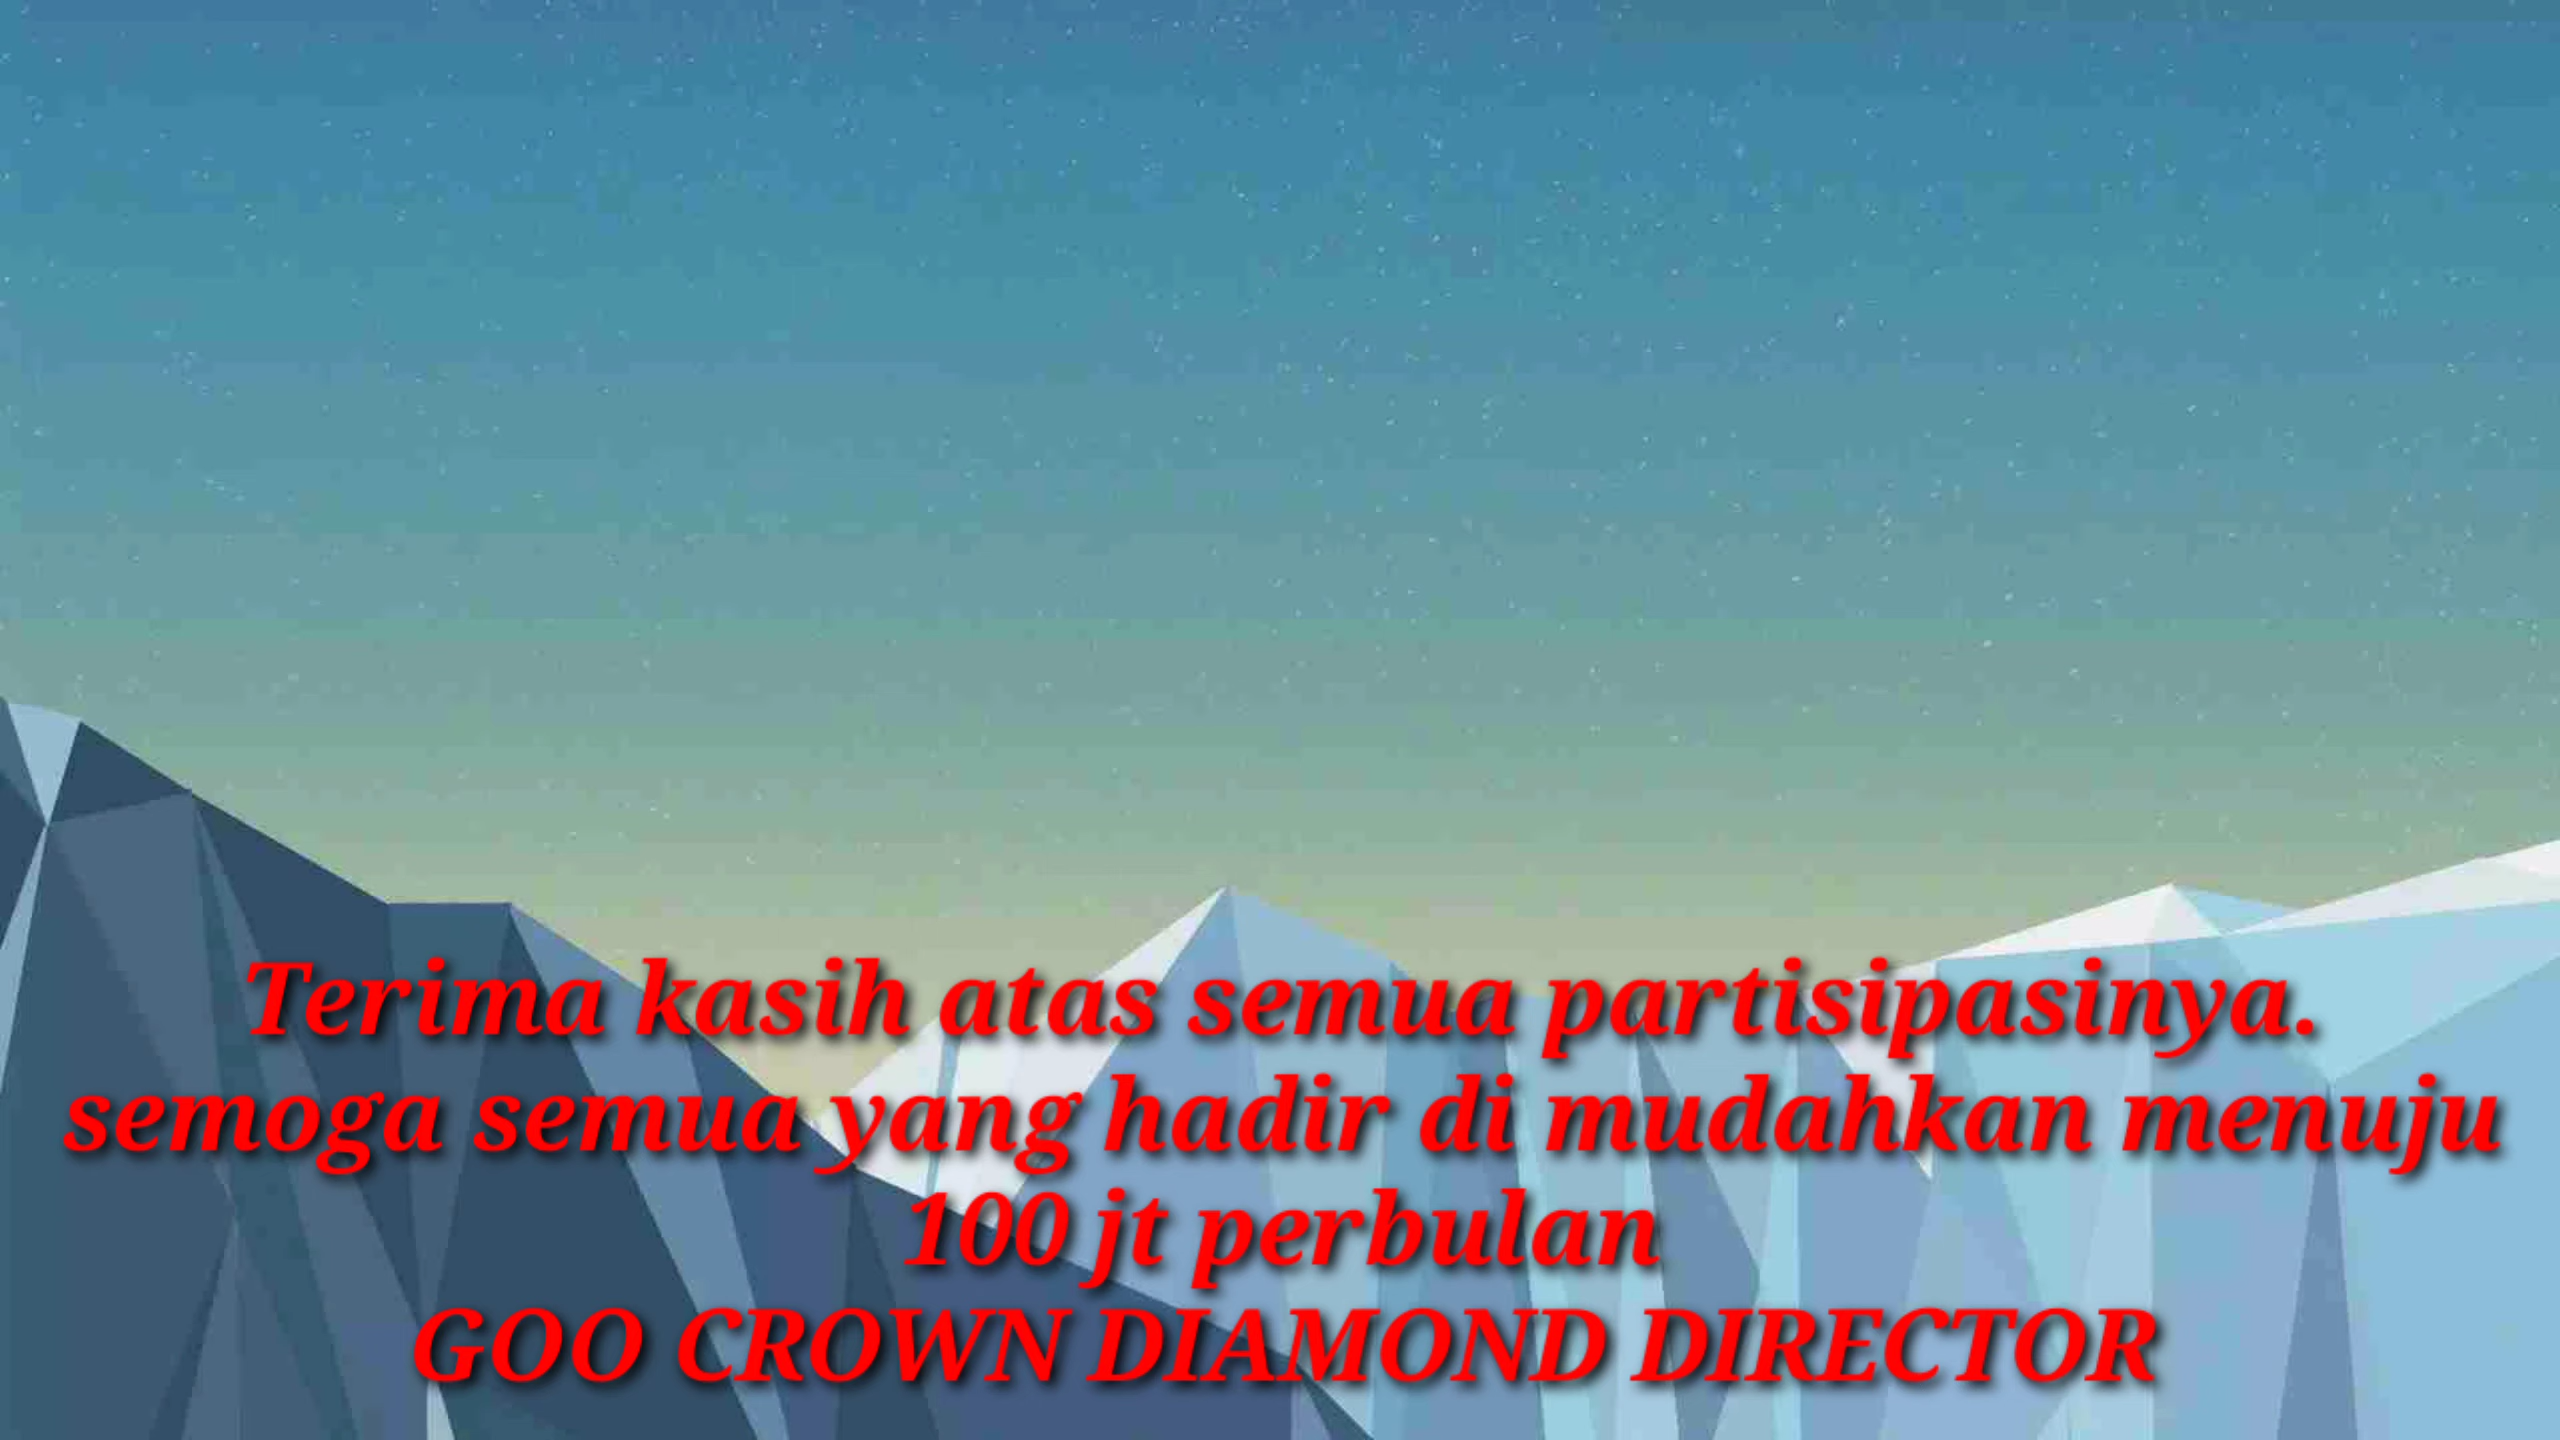 Terima kasih atas semua partisipasinya.
semoga semua yang hadir di mudahkan menuju
100 jt perbulan
GOO CROWN DIAMOND DIRECTOR